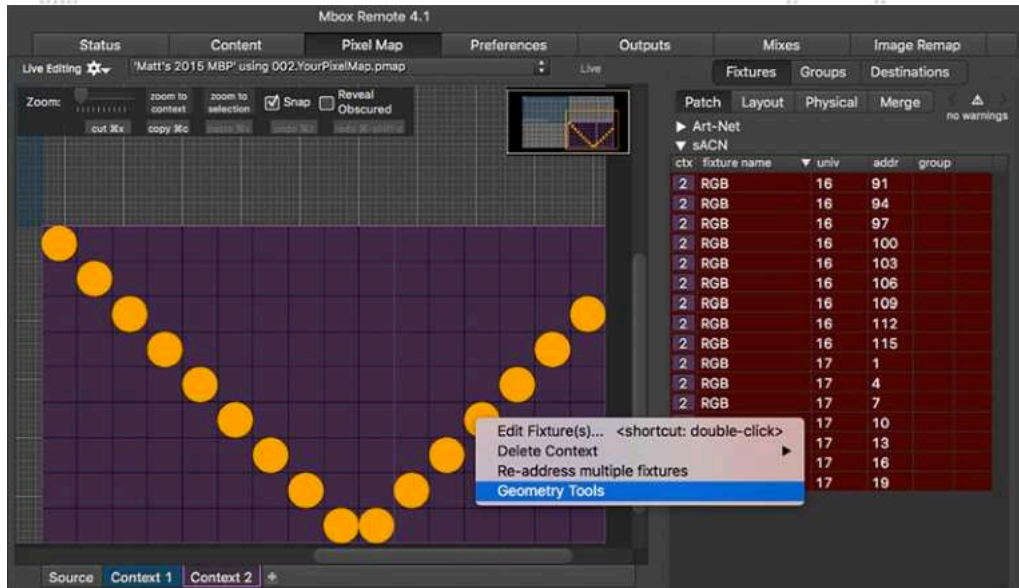 Mbox Remote 4.1
Status Content Pixel Map Preferences Outputs Mixes Image Remap
Live Editing 'Matt's 2015 MBP' using 002.YourPixelMap.pmap Live Fixtures Groups Destinations
Zoom: zoom to context zoom to selection Snap Reveal Obscured
cut ⌘x copy ⌘c
Patch Layout Physical Merge no warnings
Art-Net
sACN
ctx fixture name univ addr group
2 RGB 16 91
2 RGB 16 94
2 RGB 16 97
2 RGB 16 100
2 RGB 16 103
2 RGB 16 106
2 RGB 16 109
2 RGB 16 112
2 RGB 16 115
2 RGB 17 1
2 RGB 17 4
2 RGB 17 7
17 10
17 13
17 16
17 19
Edit Fixture(s)... <shortcut: double-click>
Delete Context
Re-address multiple fixtures
Geometry Tools
Source Context 1 Context 2 +